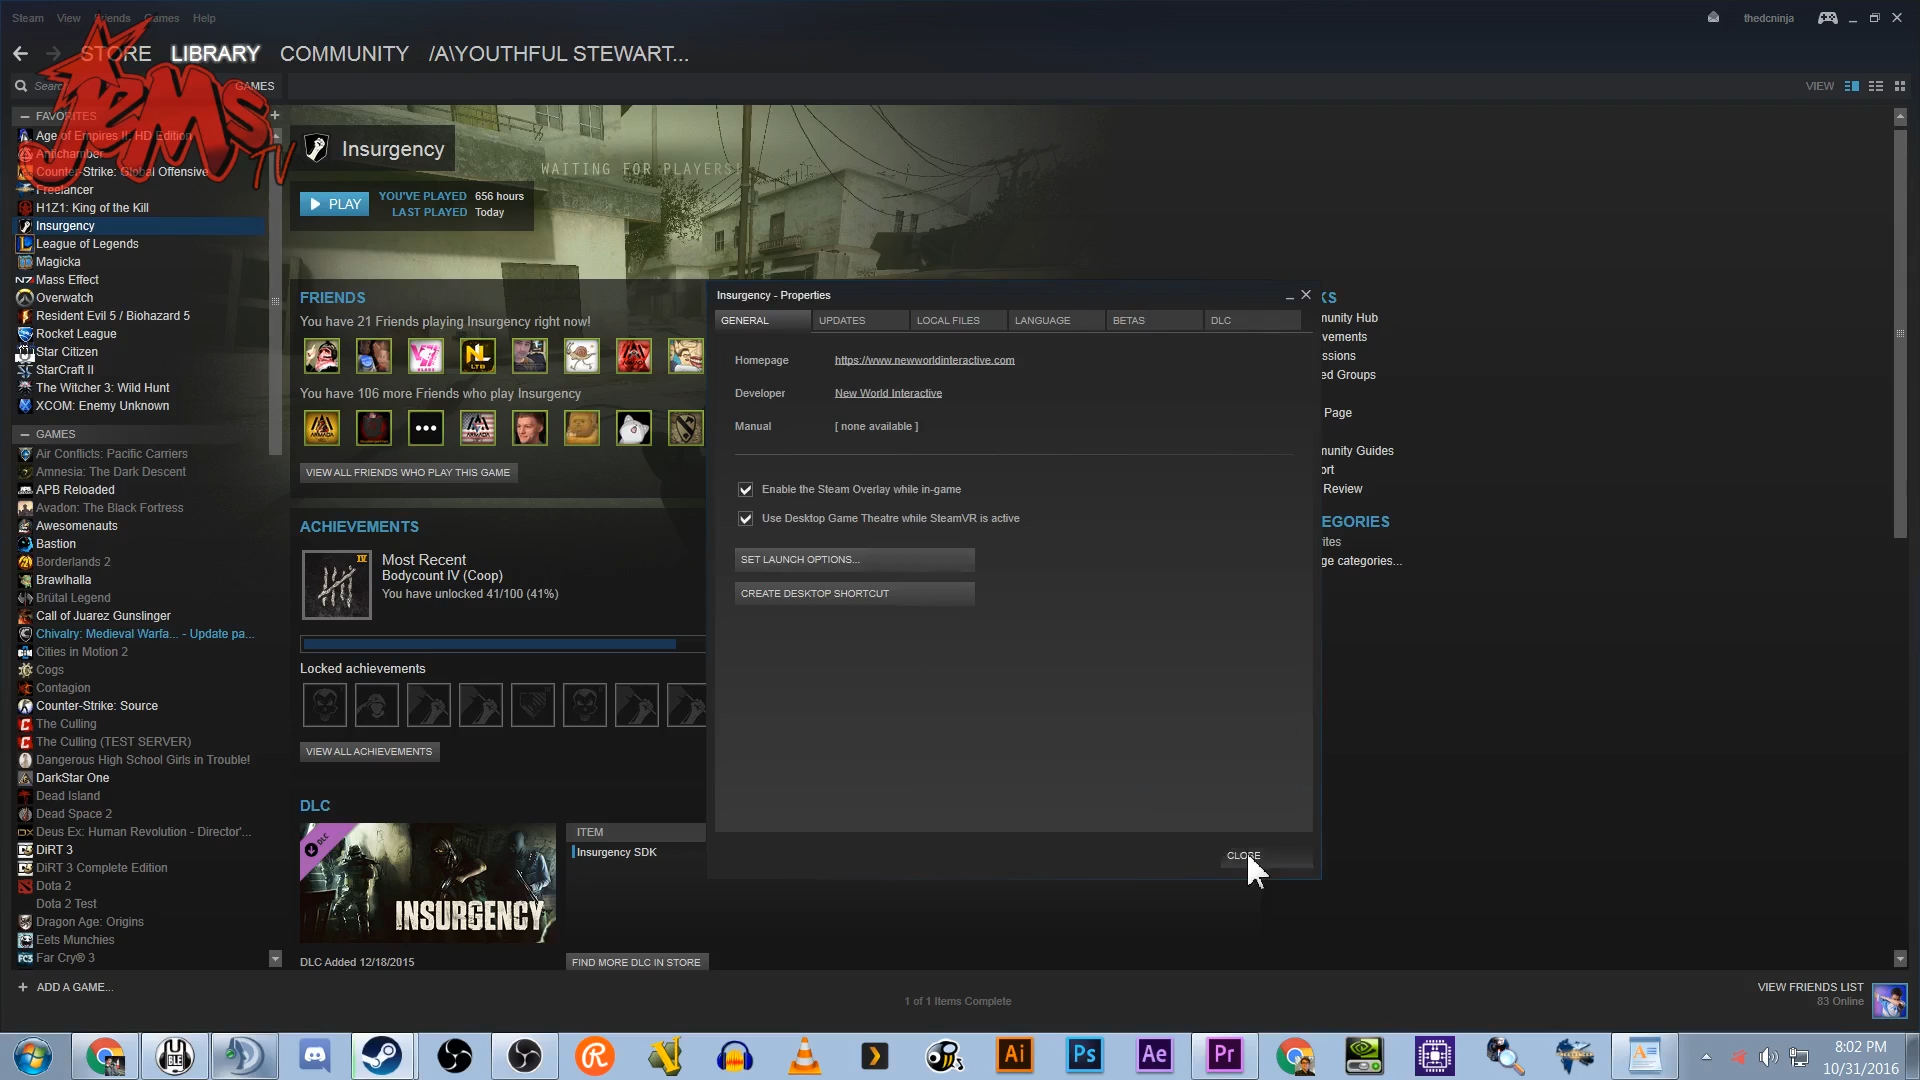 Steam View Friends Games Help
thedcninja
STORE LIBRARY COMMUNITY /A\YOUTHFUL STEWART...
JEMS TV
Search GAMES
VIEW
FAVORITES
Age of Empires II: HD Edition
Antichamber
Counter-Strike: Global Offensive
Freelancer
H1Z1: King of the Kill
Insurgency
League of Legends
Magicka
Mass Effect
Overwatch
Resident Evil 5 / Biohazard 5
Rocket League
Star Citizen
StarCraft II
The Witcher 3: Wild Hunt
XCOM: Enemy Unknown
GAMES
Air Conflicts: Pacific Carriers
Amnesia: The Dark Descent
APB Reloaded
Avadon: The Black Fortress
Awesomenauts
Bastion
Borderlands 2
Brawlhalla
Brütal Legend
Call of Juarez Gunslinger
Chivalry: Medieval Warfa... - Update pa...
Cities in Motion 2
Cogs
Contagion
Counter-Strike: Source
The Culling
The Culling (TEST SERVER)
Dangerous High School Girls in Trouble!
DarkStar One
Dead Island
Dead Space 2
Deus Ex: Human Revolution - Director'...
DiRT 3
DiRT 3 Complete Edition
Dota 2
Dota 2 Test
Dragon Age: Origins
Eets Munchies
Far Cry® 3
ADD A GAME...
Insurgency
WAITING FOR PLAYERS!
PLAY
YOU'VE PLAYED 656 hours
LAST PLAYED Today
FRIENDS
You have 21 Friends playing Insurgency right now!
You have 106 more Friends who play Insurgency
VIEW ALL FRIENDS WHO PLAY THIS GAME
ACHIEVEMENTS
Most Recent
Bodycount IV (Coop)
You have unlocked 41/100 (41%)
Locked achievements
VIEW ALL ACHIEVEMENTS
DLC
DLC
INSURGENCY
ITEM
Insurgency SDK
DLC Added 12/18/2015
FIND MORE DLC IN STORE
Insurgency - Properties
GENERAL UPDATES LOCAL FILES LANGUAGE BETAS DLC
Homepage https://www.newworldinteractive.com
Developer New World Interactive
Manual [ none available ]
Enable the Steam Overlay while in-game
Use Desktop Game Theatre while SteamVR is active
SET LAUNCH OPTIONS...
CREATE DESKTOP SHORTCUT
CLOSE
KS
munity Hub
vements
ssions
ed Groups
Page
munity Guides
ort
Review
EGORIES
ites
ge categories...
1 of 1 Items Complete
VIEW FRIENDS LIST
83 Online
Ai Ps Ae Pr
8:02 PM
10/31/2016